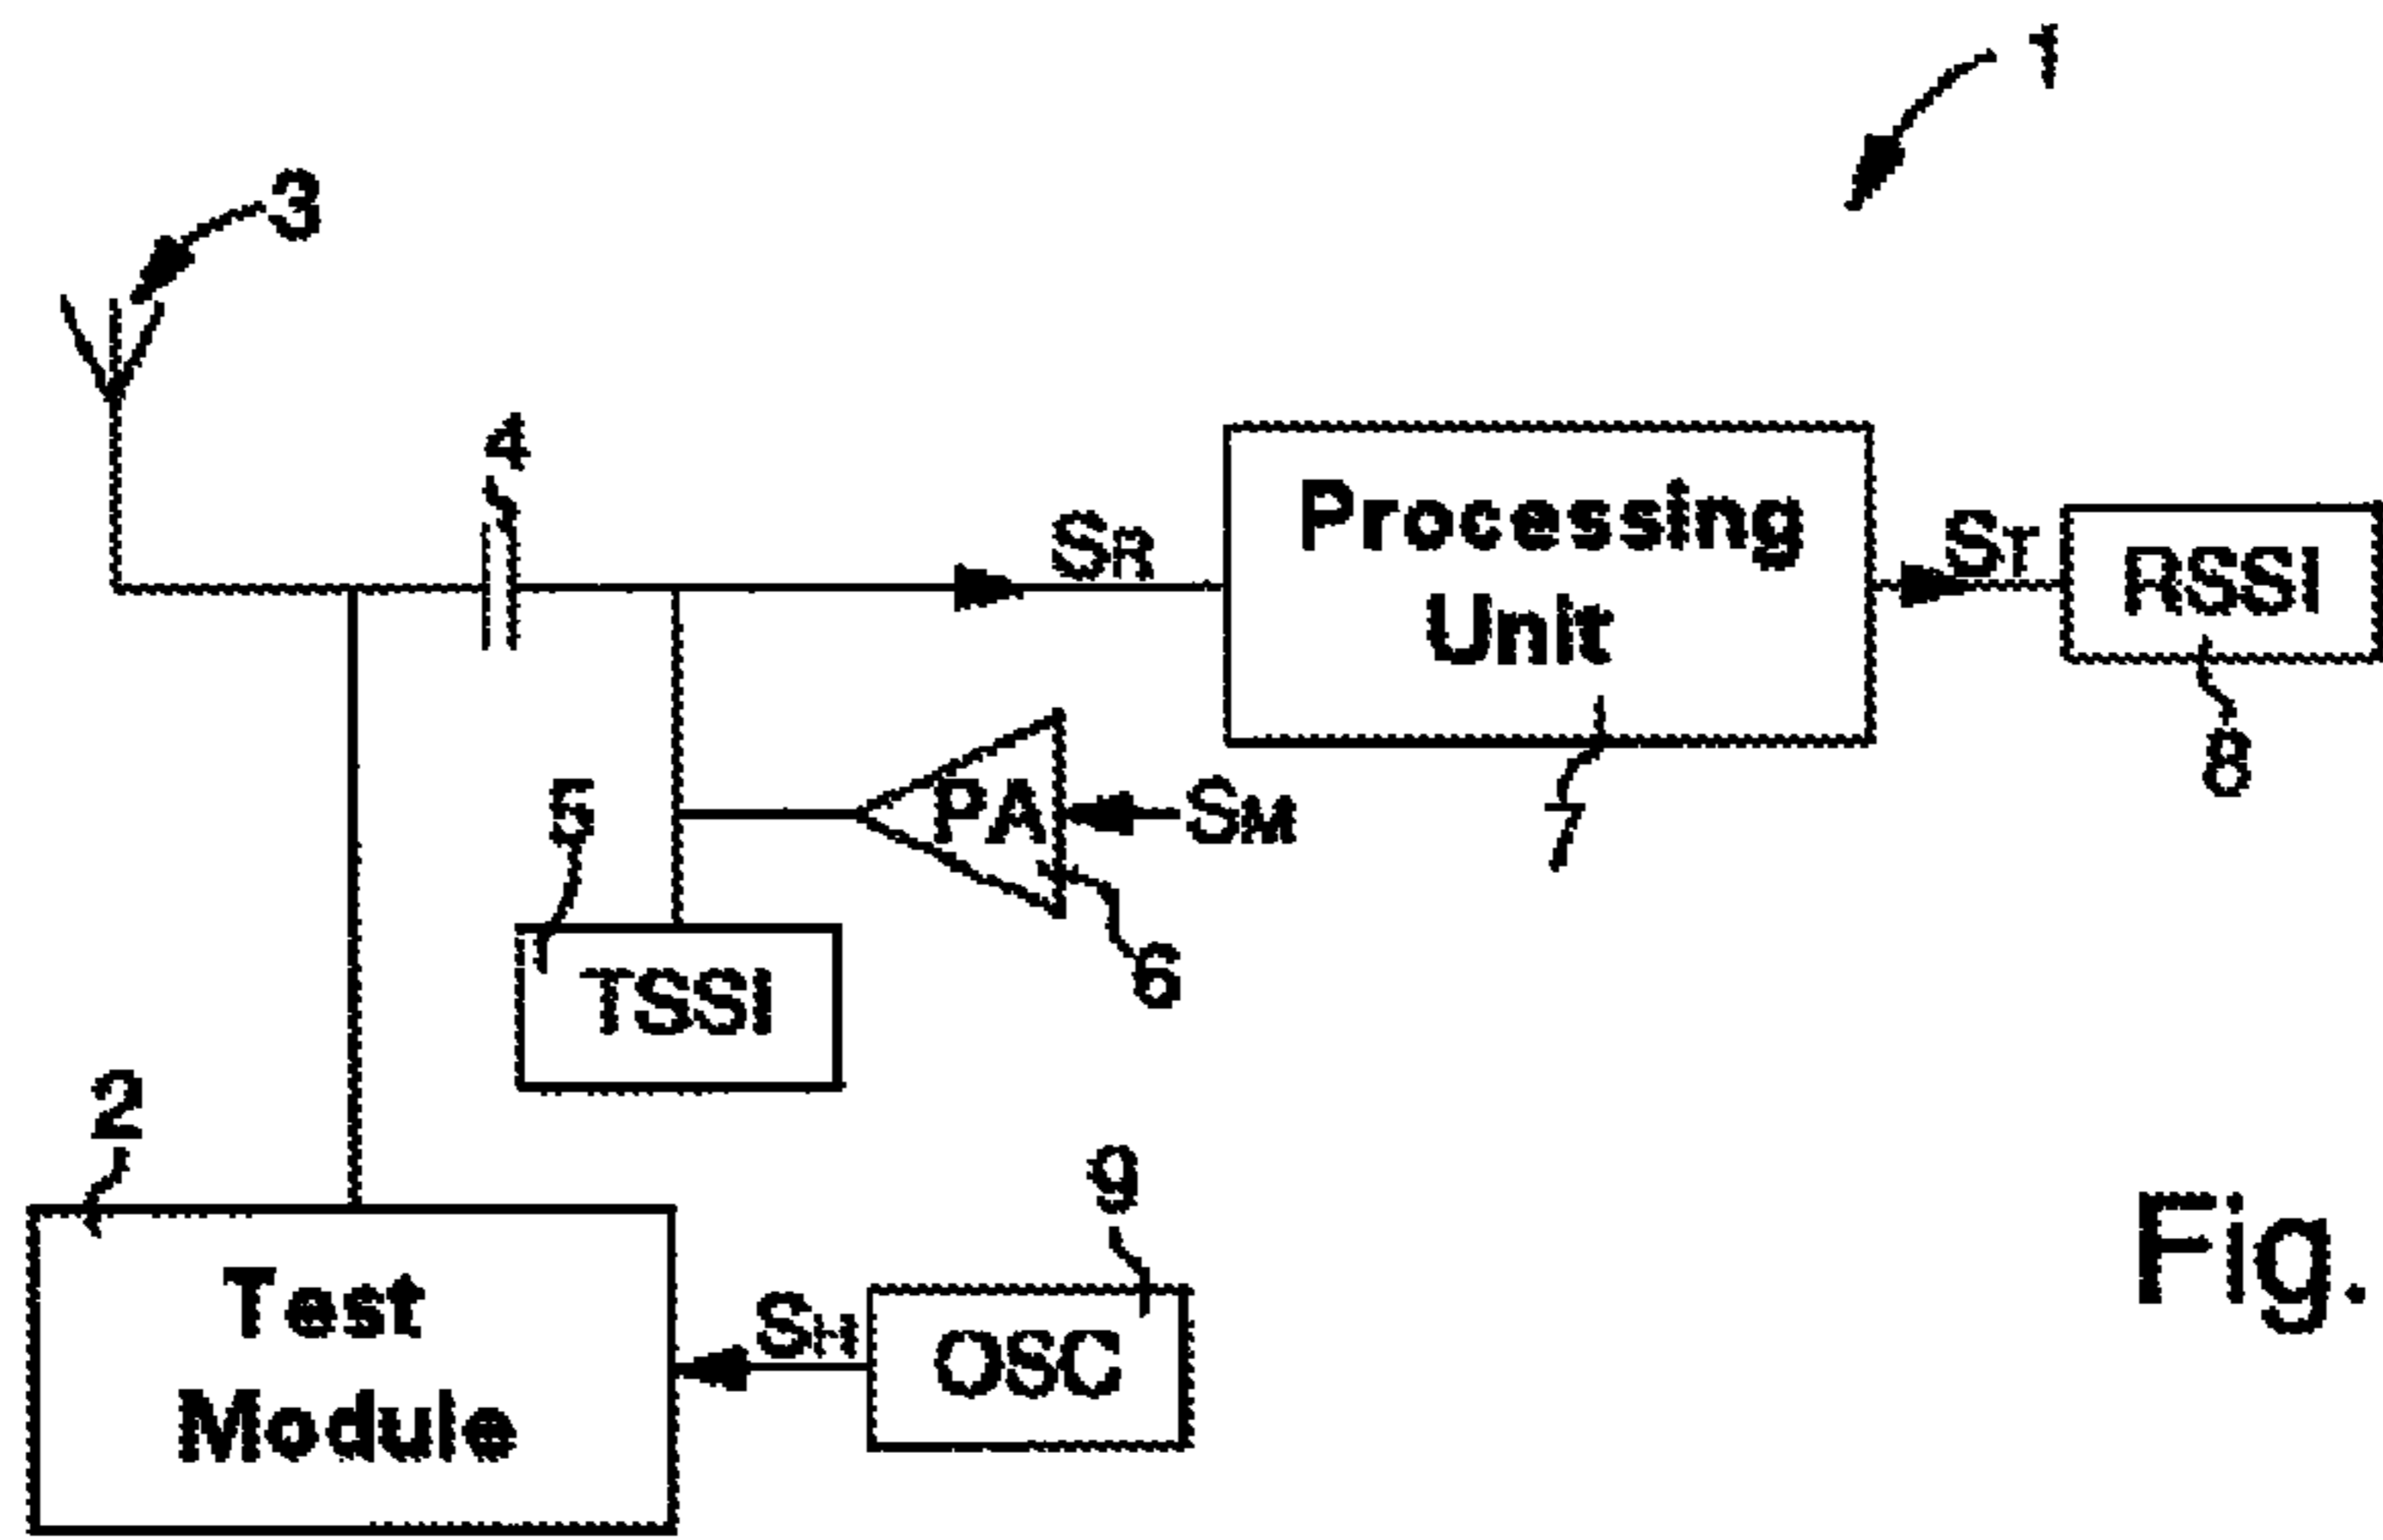 1
3
4
SR
Processing
Unit
ST
RSSI
5
PA
SM
7
8
6
TSSI
2
9
Test
Module
SH
OSC
Fig.